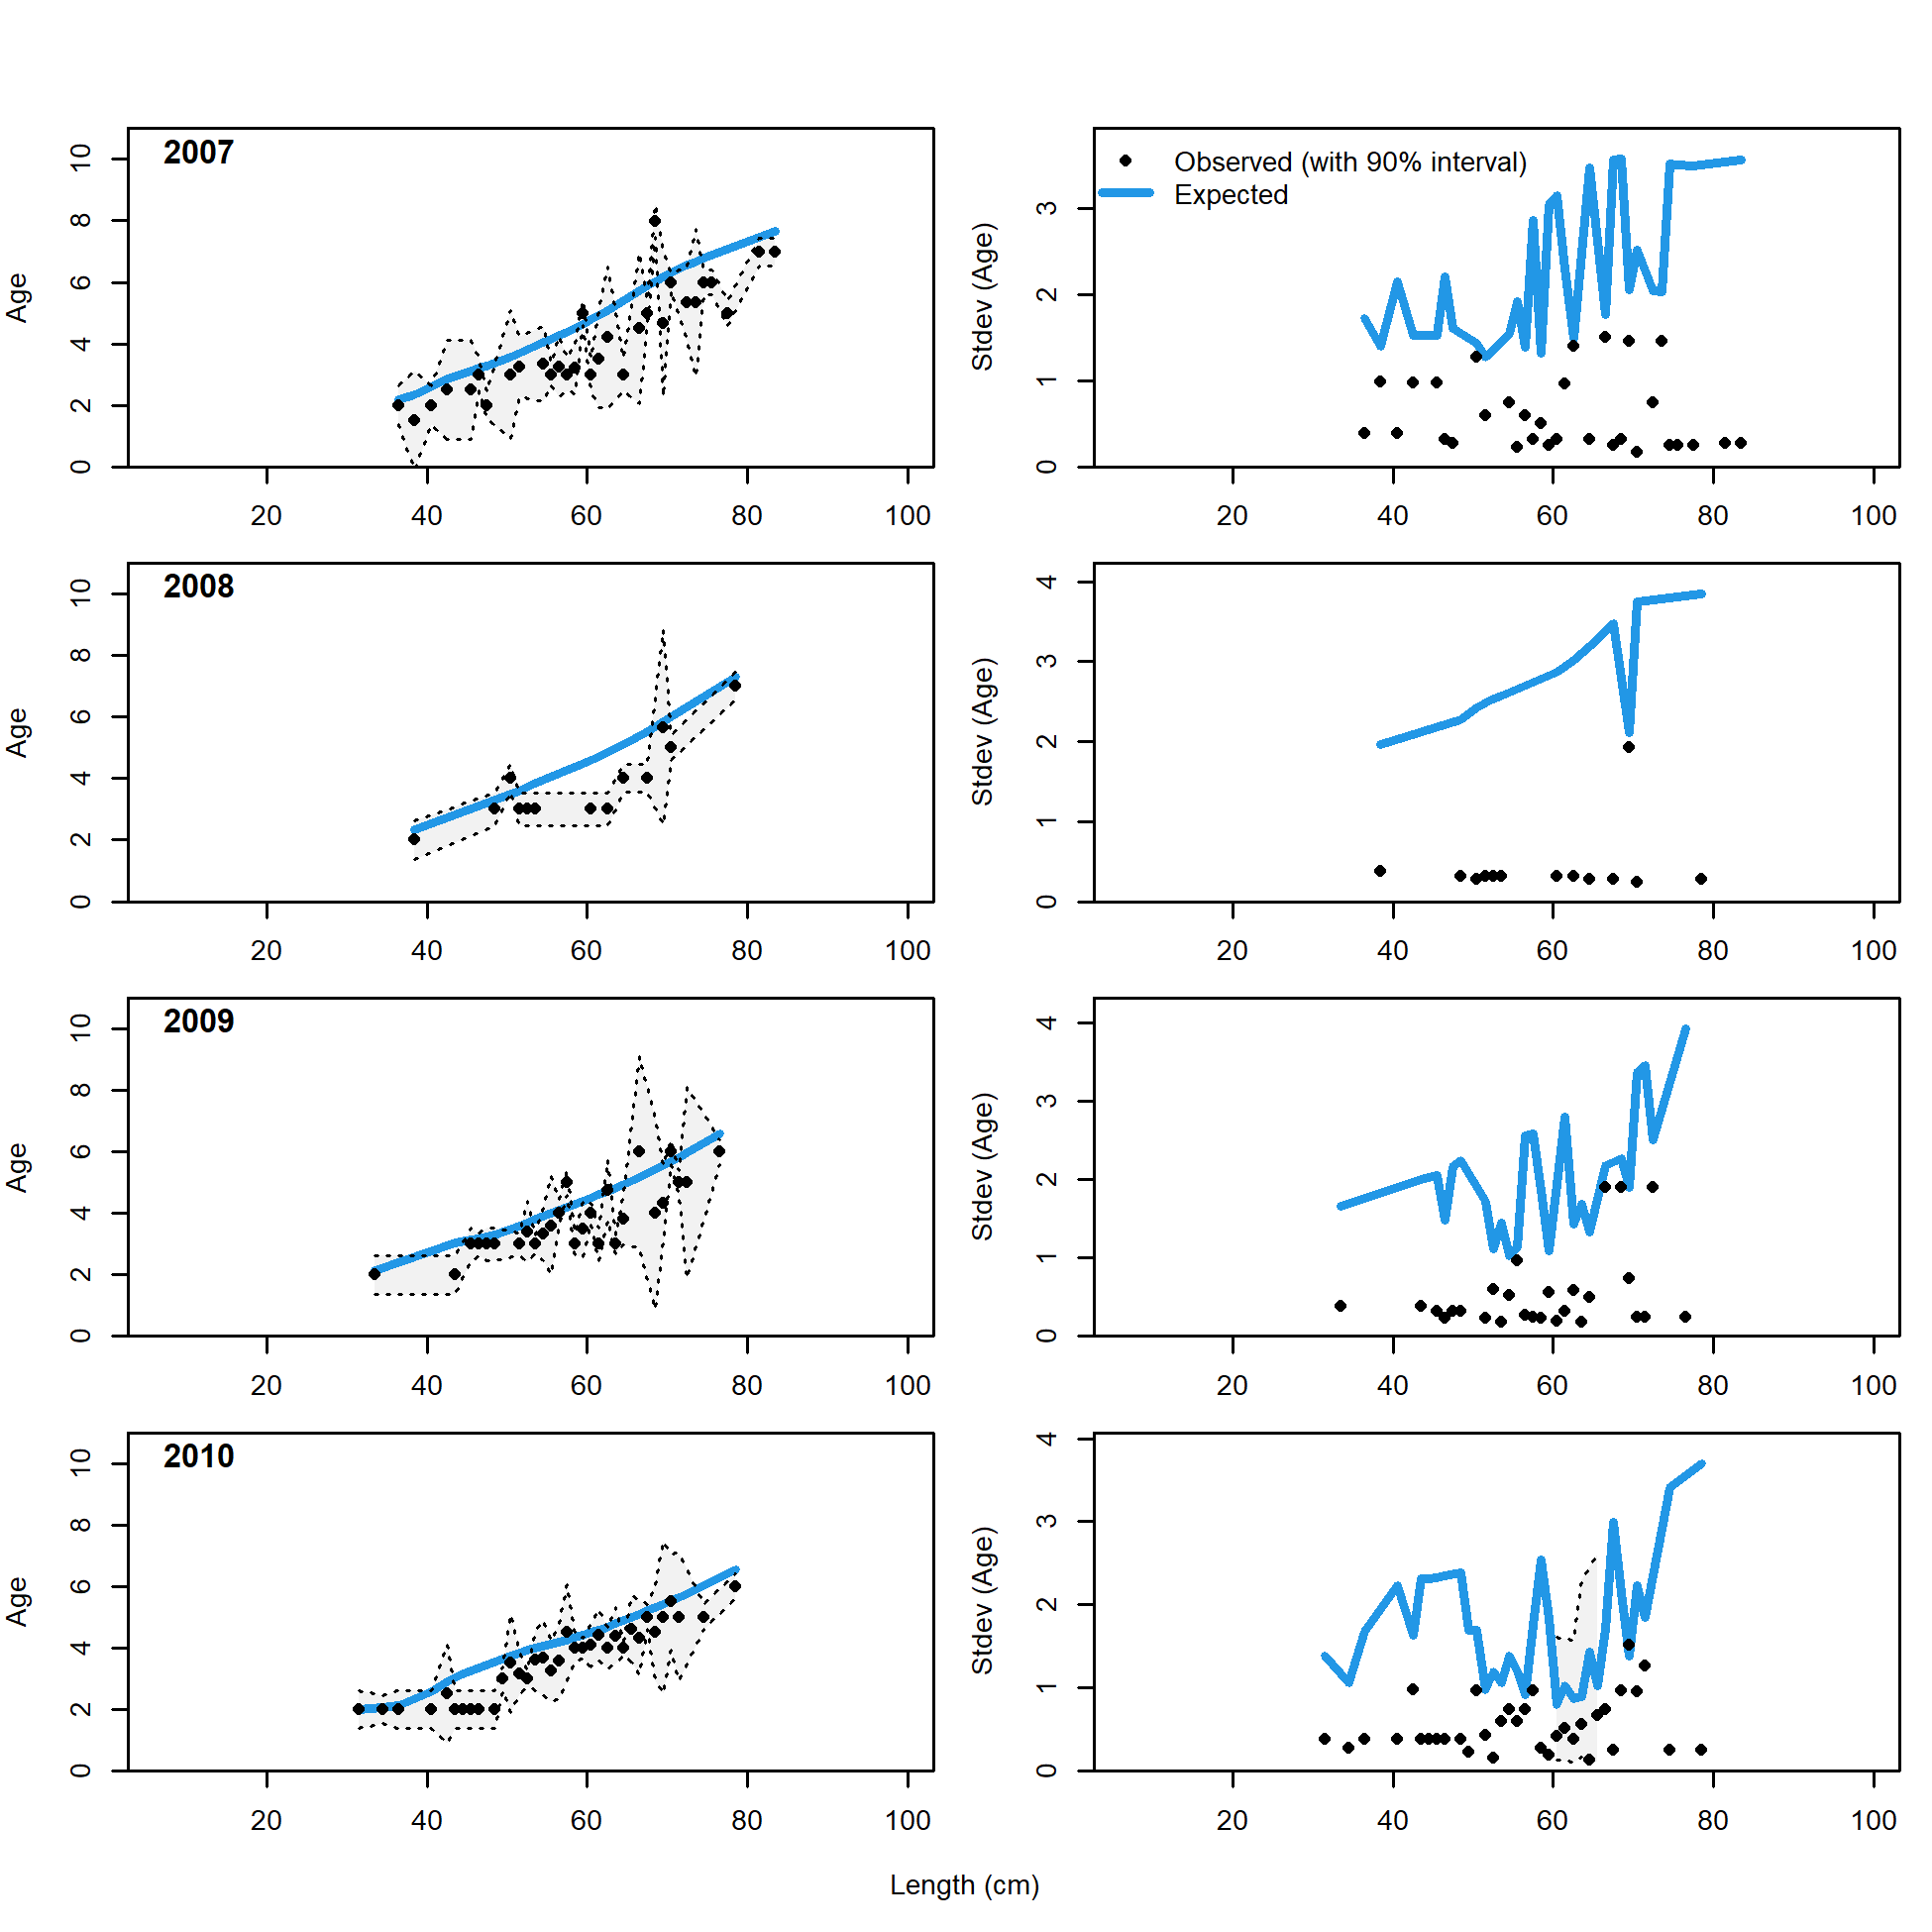 2007
Age
0 2 4 6 8 10
20 40 60 80 100
Observed (with 90% interval)
Expected
Stdev (Age)
0 1 2 3
20 40 60 80 100
2008
Age
0 2 4 6 8 10
20 40 60 80 100
Stdev (Age)
0 1 2 3 4
20 40 60 80 100
2009
Age
0 2 4 6 8 10
20 40 60 80 100
Stdev (Age)
0 1 2 3 4
20 40 60 80 100
2010
Age
0 2 4 6 8 10
20 40 60 80 100
Stdev (Age)
0 1 2 3 4
20 40 60 80 100
Length (cm)